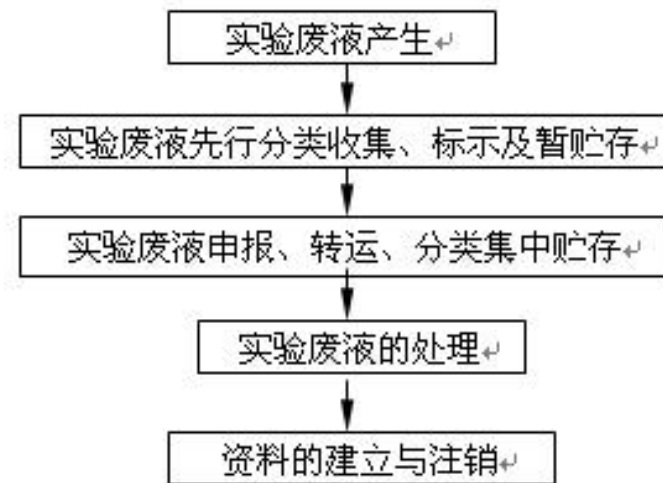 实验废液产生
实验废液先行分类收集、标示及暂贮存
实验废液申报、转运、分类集中贮存
实验废液的处理
资料的建立与注销